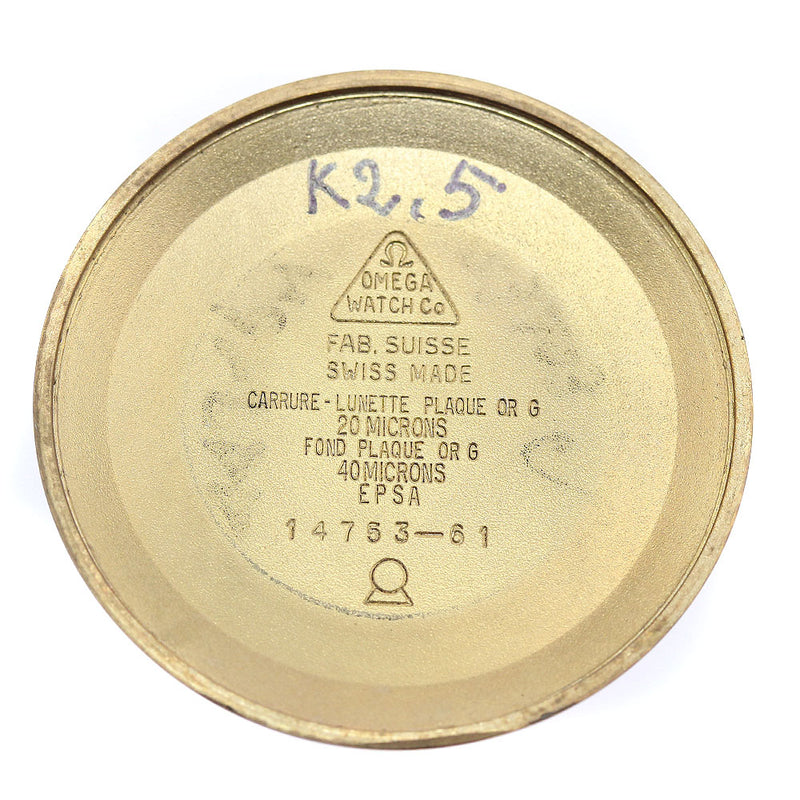 K2,5
Ω
OMEGA
WATCH Co
FAB. SUISSE
SWISS MADE
CARRURE-LUNETTE PLAQUE OR G
20 MICRONS
FOND PLAQUE OR G
40 MICRONS
EPSA
14753-61